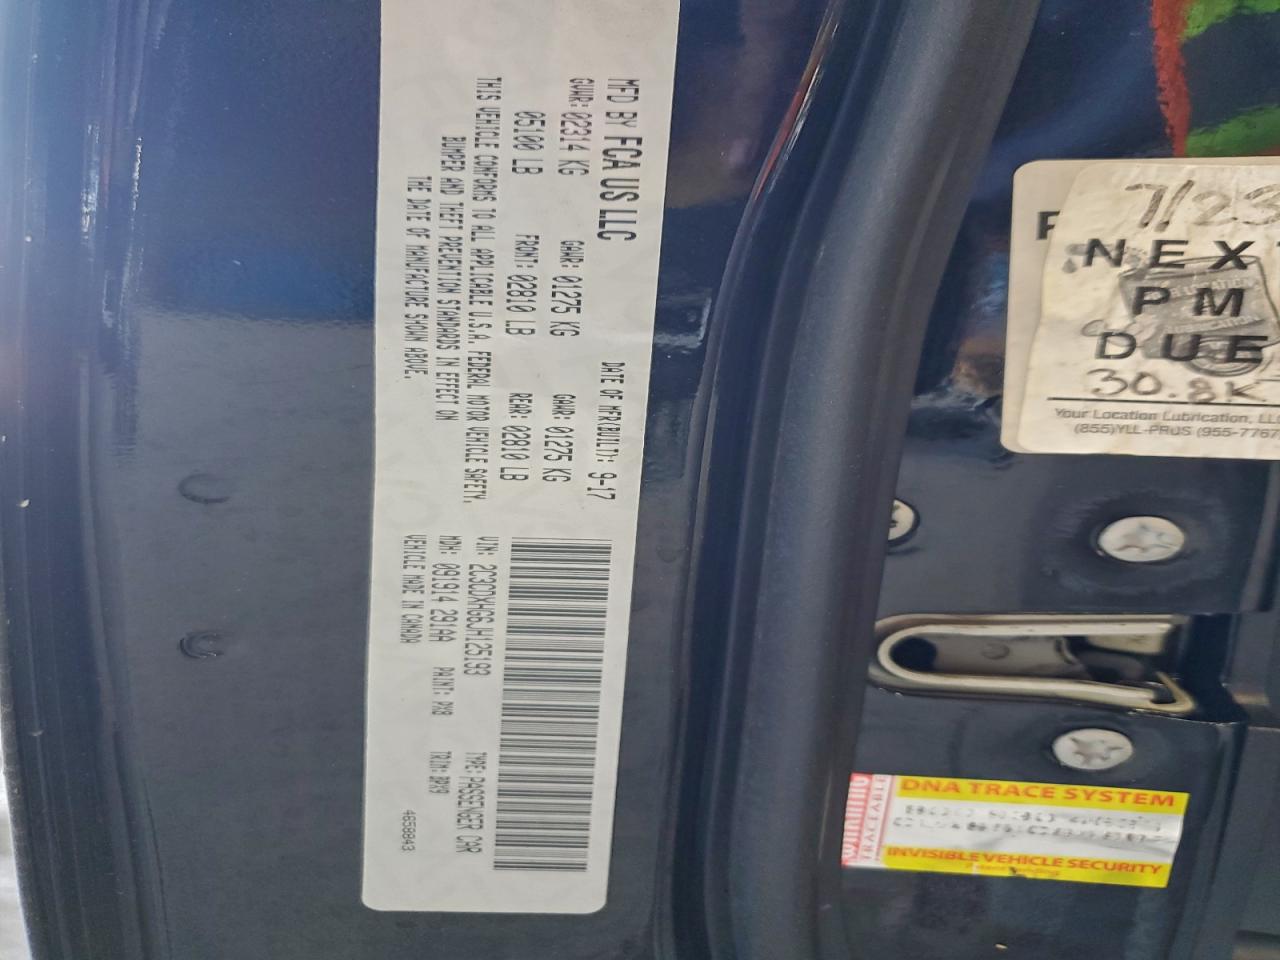 MFD BY FCA US LLC
DATE OF MFR(BUILT): 9-17
GVWR: 02314 KG
GAWR: 01275 KG
GAWR: 01275 KG
05100 LB
FRONT: 02810 LB
REAR: 02810 LB
THIS VEHICLE CONFORMS TO ALL APPLICABLE U.S.A. FEDERAL MOTOR VEHICLE SAFETY,
BUMPER AND THEFT PREVENTION STANDARDS IN EFFECT ON
THE DATE OF MANUFACTURE SHOWN ABOVE.
VIN: 2C3CDXHG6JH125193
TYPE: PASSENGER CAR
MDH: 091914 291AA
PAINT: PX8
TRIM: BPX9
VEHICLE MADE IN CANADA
4658843
7/23
NEXT
PM
DUE
30.8K
Your Location Lubrication, LLC
(855)YLL-PRUS (955-7767
DNA TRACE SYSTEM
TRACEABLE
INVISIBLE VEHICLE SECURITY